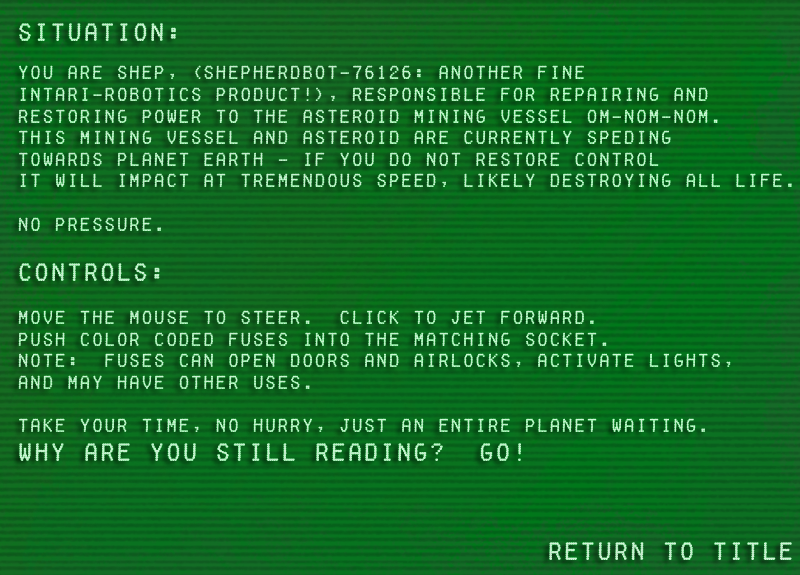 SITUATION:
YOU ARE SHEP, (SHEPHERDBOT-76126: ANOTHER FINE
INTARI-ROBOTICS PRODUCT!), RESPONSIBLE FOR REPAIRING AND
RESTORING POWER TO THE ASTEROID MINING VESSEL OM-NOM-NOM.
THIS MINING VESSEL AND ASTEROID ARE CURRENTLY SPEDING
TOWARDS PLANET EARTH - IF YOU DO NOT RESTORE CONTROL
IT WILL IMPACT AT TREMENDOUS SPEED, LIKELY DESTROYING ALL LIFE.
NO PRESSURE.
CONTROLS:
MOVE THE MOUSE TO STEER.  CLICK TO JET FORWARD.
PUSH COLOR CODED FUSES INTO THE MATCHING SOCKET.
NOTE:  FUSES CAN OPEN DOORS AND AIRLOCKS, ACTIVATE LIGHTS,
AND MAY HAVE OTHER USES.
TAKE YOUR TIME, NO HURRY, JUST AN ENTIRE PLANET WAITING.
WHY ARE YOU STILL READING?  GO!
RETURN TO TITLE